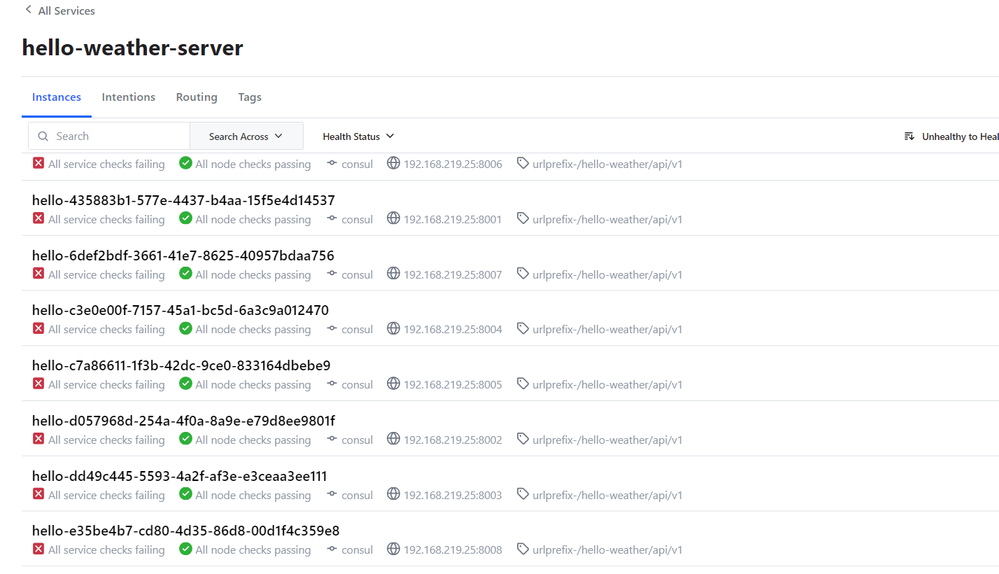 All Services
hello-weather-server
Instances Intentions Routing Tags
Search Search Across Health Status Unhealthy to Heal
All service checks failing All node checks passing consul 192.168.219.25:8006 urlprefix-/hello-weather/api/v1
hello-435883b1-577e-4437-b4aa-15f5e4d14537
All service checks failing All node checks passing consul 192.168.219.25:8001 urlprefix-/hello-weather/api/v1
hello-6def2bdf-3661-41e7-8625-40957bdaa756
All service checks failing All node checks passing consul 192.168.219.25:8007 urlprefix-/hello-weather/api/v1
hello-c3e0e00f-7157-45a1-bc5d-6a3c9a012470
All service checks failing All node checks passing consul 192.168.219.25:8004 urlprefix-/hello-weather/api/v1
hello-c7a86611-1f3b-42dc-9ce0-833164dbebe9
All service checks failing All node checks passing consul 192.168.219.25:8005 urlprefix-/hello-weather/api/v1
hello-d057968d-254a-4f0a-8a9e-e79d8ee9801f
All service checks failing All node checks passing consul 192.168.219.25:8002 urlprefix-/hello-weather/api/v1
hello-dd49c445-5593-4a2f-af3e-e3ceaa3ee111
All service checks failing All node checks passing consul 192.168.219.25:8003 urlprefix-/hello-weather/api/v1
hello-e35be4b7-cd80-4d35-86d8-00d1f4c359e8
All service checks failing All node checks passing consul 192.168.219.25:8008 urlprefix-/hello-weather/api/v1